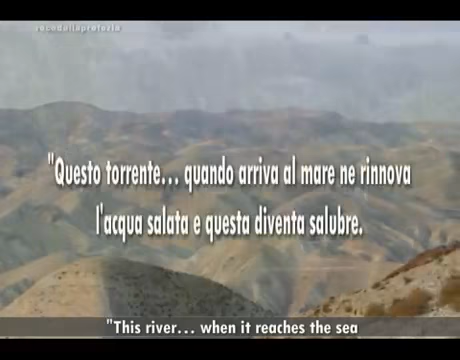 vocedellaprofezia
"Questo torrente... quando arriva al mare ne rinnova
l'acqua salata e questa diventa salubre.
"This river... when it reaches the sea